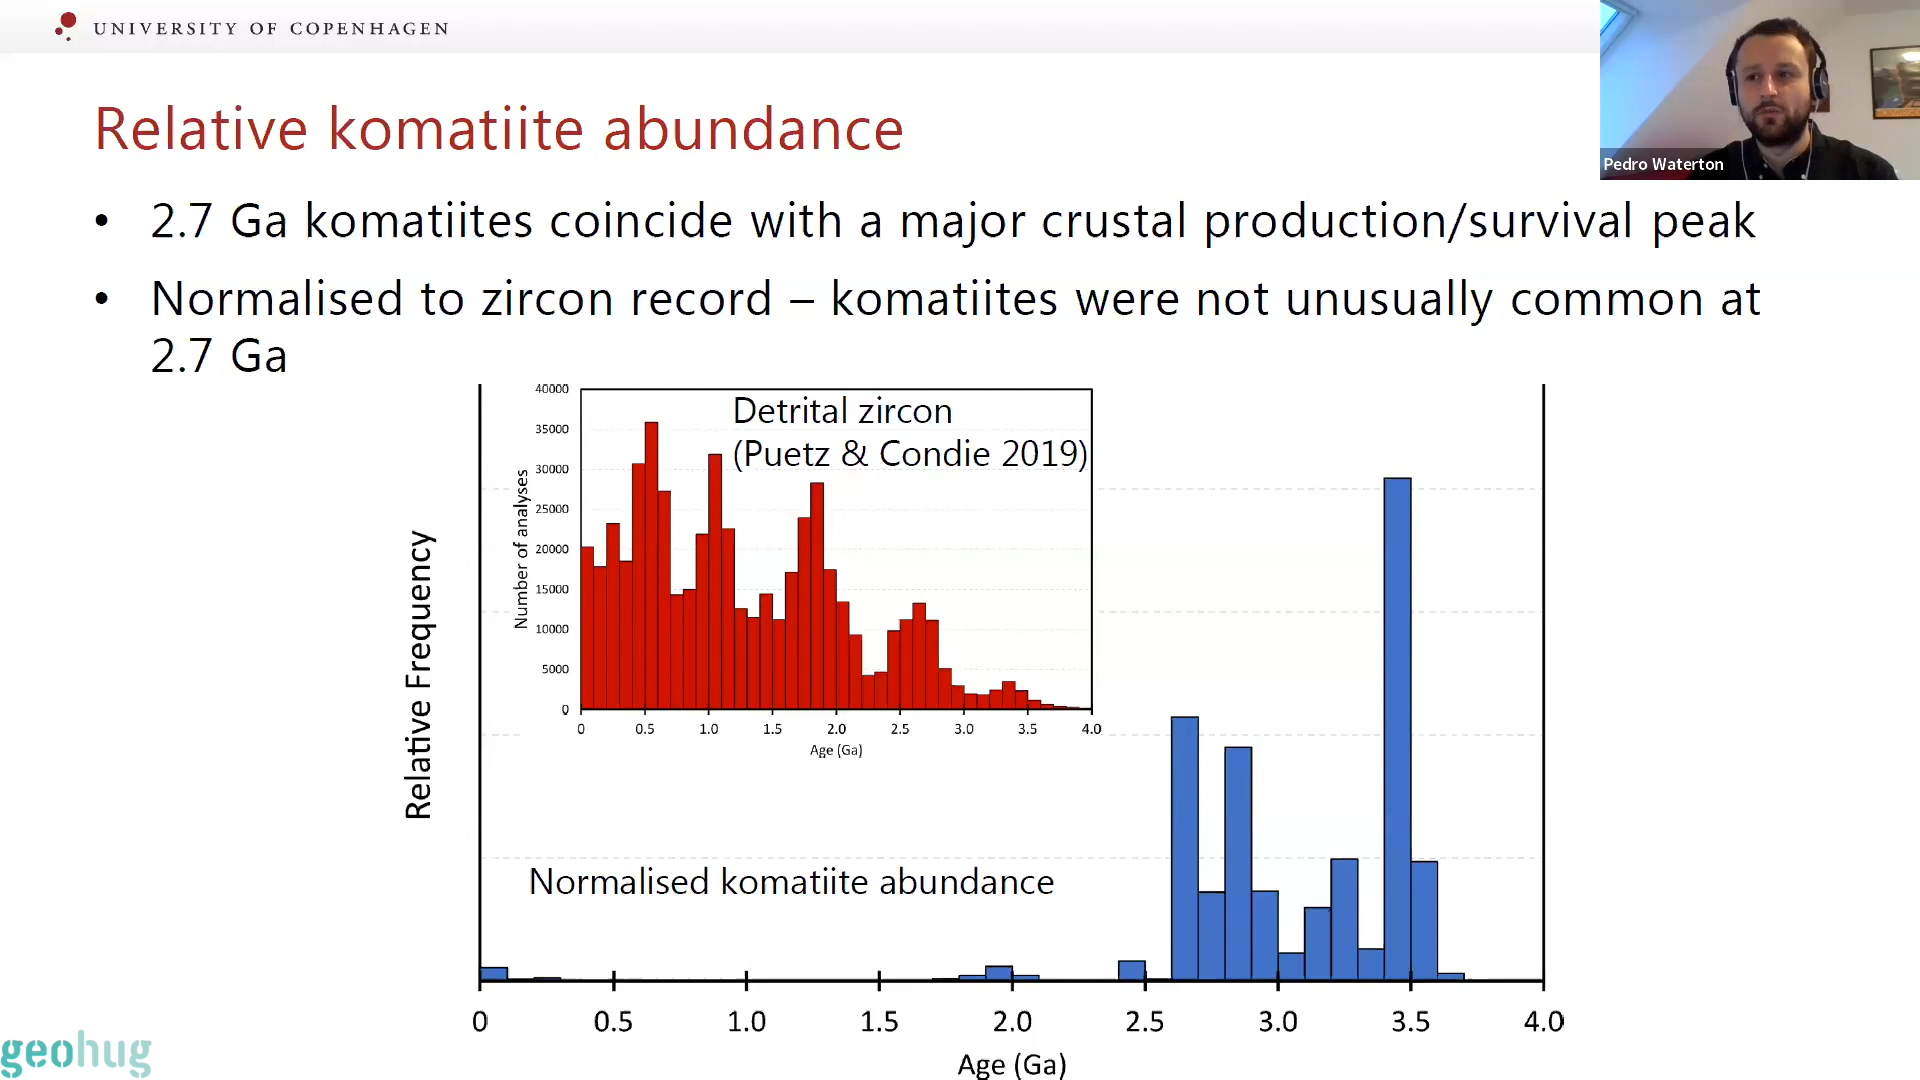 UNIVERSITY OF COPENHAGEN
Pedro Waterton
Relative komatiite abundance
• 2.7 Ga komatiites coincide with a major crustal production/survival peak
• Normalised to zircon record – komatiites were not unusually common at
2.7 Ga
Detrital zircon
(Puetz & Condie 2019)
Number of analyses
40000
35000
30000
25000
20000
15000
10000
5000
0
0 0.5 1.0 1.5 2.0 2.5 3.0 3.5 4.0
Age (Ga)
Relative Frequency
Normalised komatiite abundance
0 0.5 1.0 1.5 2.0 2.5 3.0 3.5 4.0
Age (Ga)
geohug